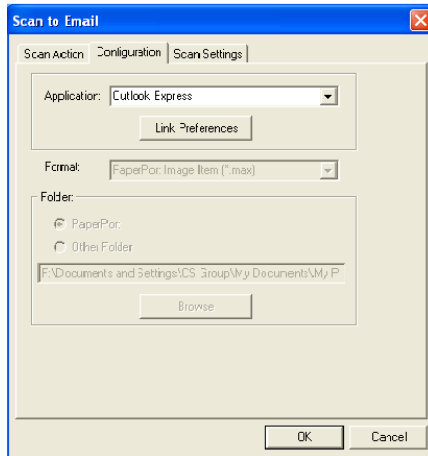 Scan to Email
Scan Action Configuration Scan Settings
Application: Outlook Express
Link Preferences
Format: PaperPort Image Item (*.max)
Folder:
PaperPort
Other Folder
F:\Documents and Settings\CS Group\My Documents\My P
Browse
OK Cancel